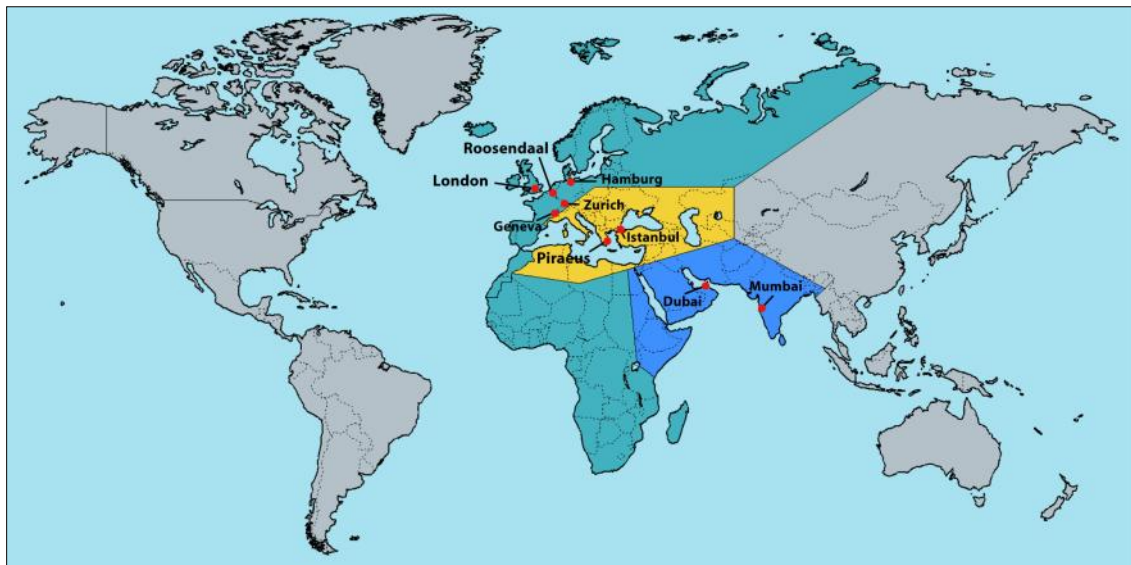 Roosendaal
London
Hamburg
Zurich
Geneva
Istanbul
Piraeus
Dubai
Mumbai